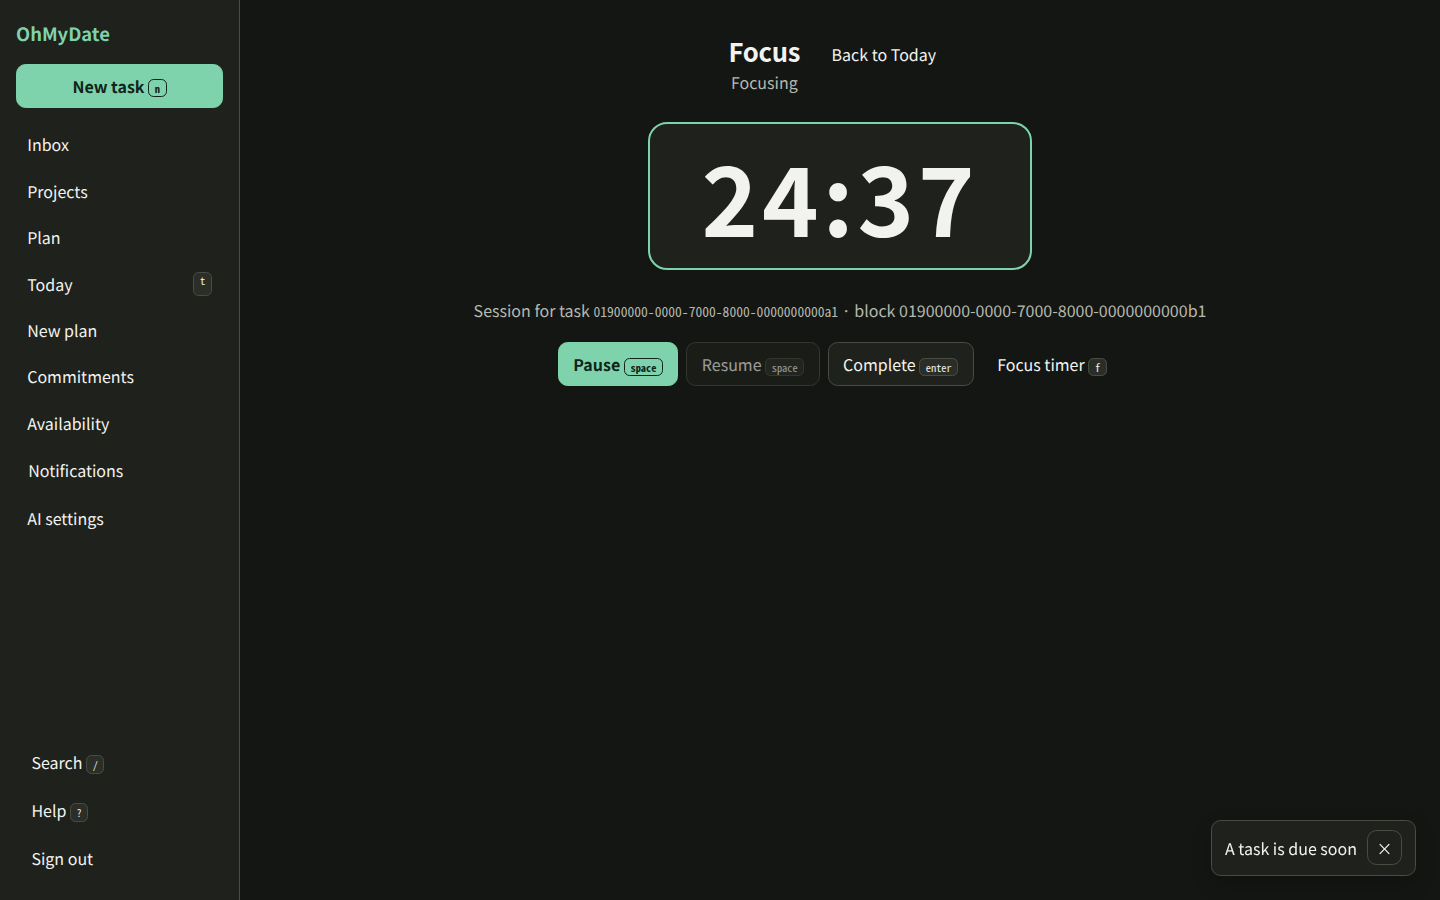 OhMyDate
New task n
Inbox
Projects
Plan
Today t
New plan
Commitments
Availability
Notifications
AI settings
Search /
Help ?
Sign out
Focus Back to Today
Focusing
24:37
Session for task 01900000-0000-7000-8000-0000000000a1 · block 01900000-0000-7000-8000-0000000000b1
Pause space Resume space Complete enter Focus timer f
A task is due soon ×